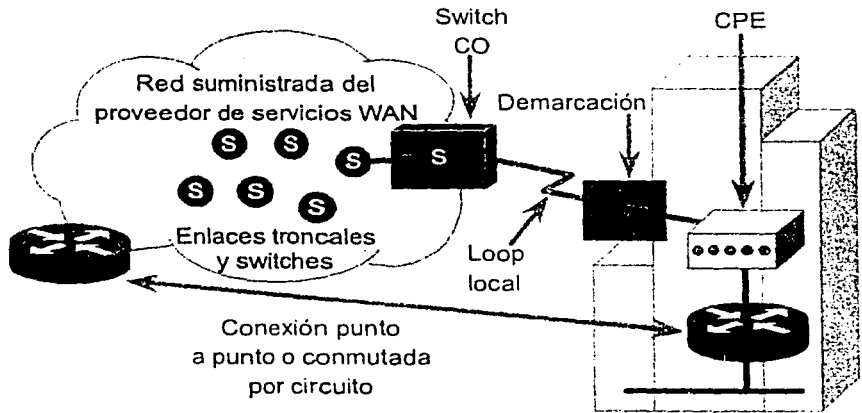 Switch
CO
CPE
Red suministrada del
proveedor de servicios WAN
Demarcación
S
S
S
S
S
S
S
Enlaces troncales
y switches
Loop
local
Conexión punto
a punto o conmutada
por circuito